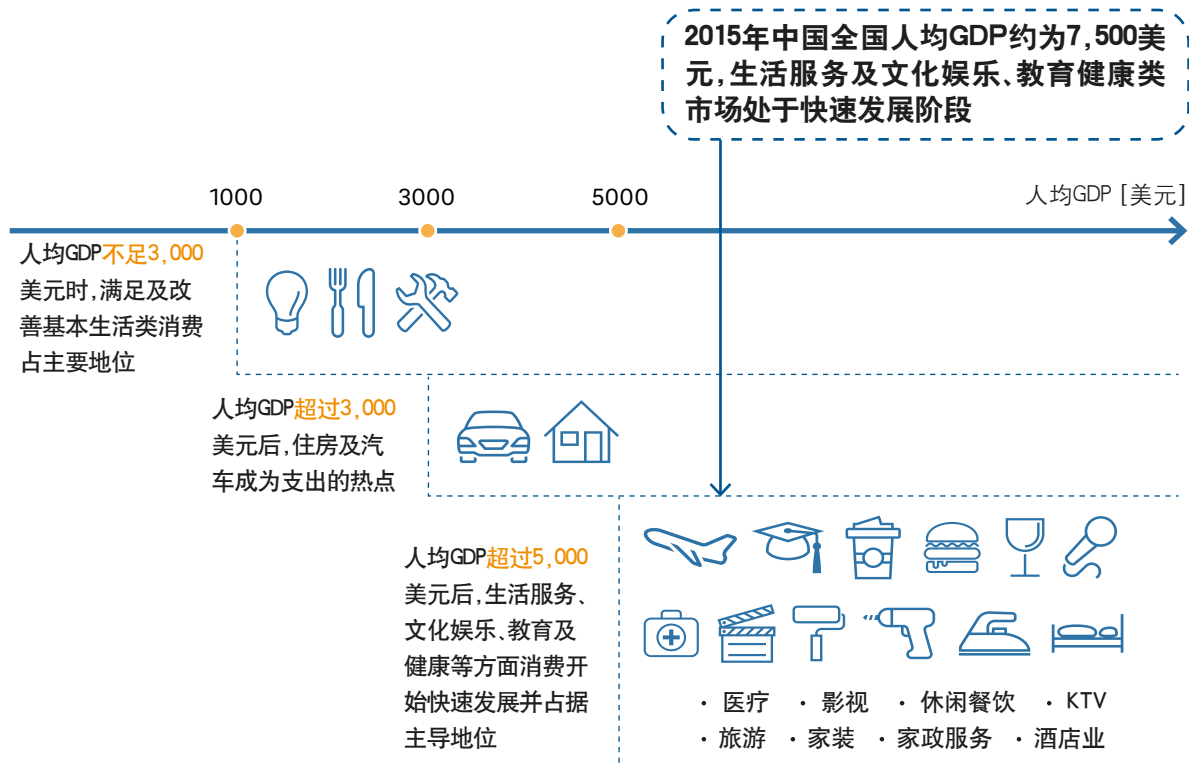 2015年中国全国人均GDP约为7,500美
元,生活服务及文化娱乐、教育健康类
市场处于快速发展阶段
1000
3000
5000
人均GDP [美元]
人均GDP不足3,000
美元时,满足及改
善基本生活类消费
占主要地位
人均GDP超过3,000
美元后,住房及汽
车成为支出的热点
人均GDP超过5,000
美元后,生活服务、
文化娱乐、教育及
健康等方面消费开
始快速发展并占据
主导地位
· 医疗 · 影视 · 休闲餐饮 · KTV
· 旅游 · 家装 · 家政服务 · 酒店业